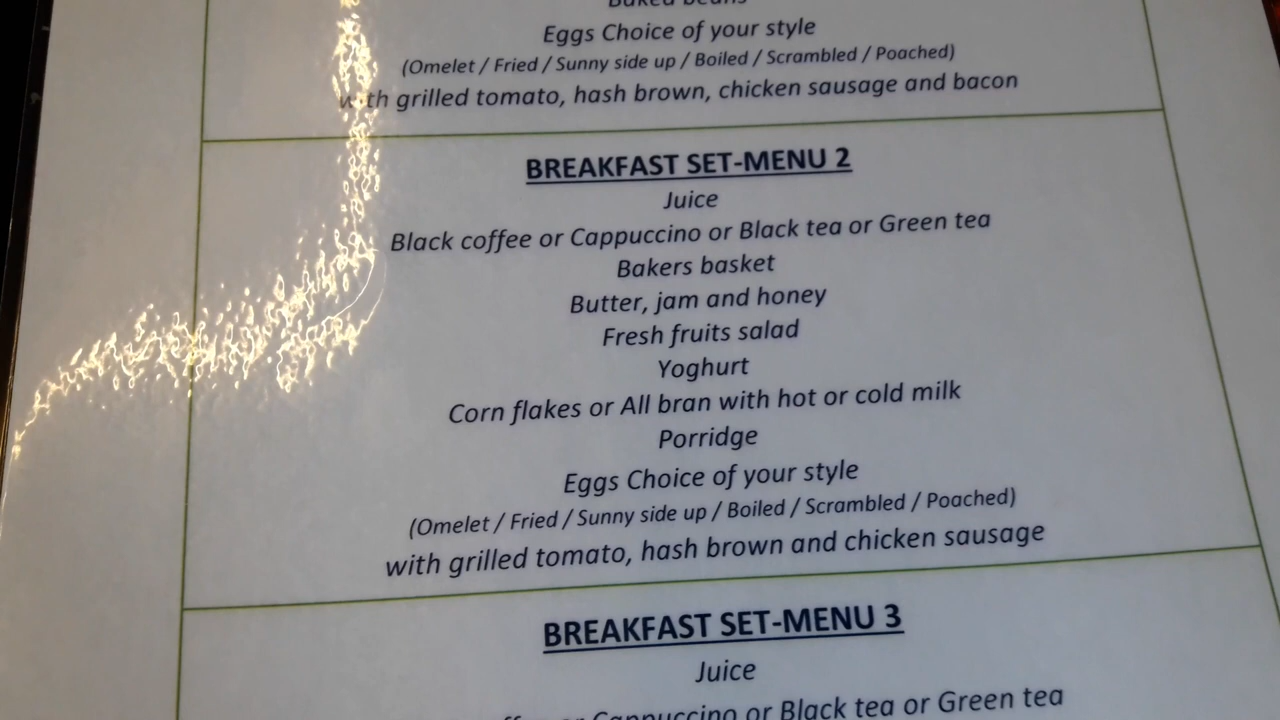 Baked beans
Eggs Choice of your style
(Omelet / Fried / Sunny side up / Boiled / Scrambled / Poached)
with grilled tomato, hash brown, chicken sausage and bacon
BREAKFAST SET-MENU 2
Juice
Black coffee or Cappuccino or Black tea or Green tea
Bakers basket
Butter, jam and honey
Fresh fruits salad
Yoghurt
Corn flakes or All bran with hot or cold milk
Porridge
Eggs Choice of your style
(Omelet / Fried / Sunny side up / Boiled / Scrambled / Poached)
with grilled tomato, hash brown and chicken sausage
BREAKFAST SET-MENU 3
Juice
or Cappuccino or Black tea or Green tea